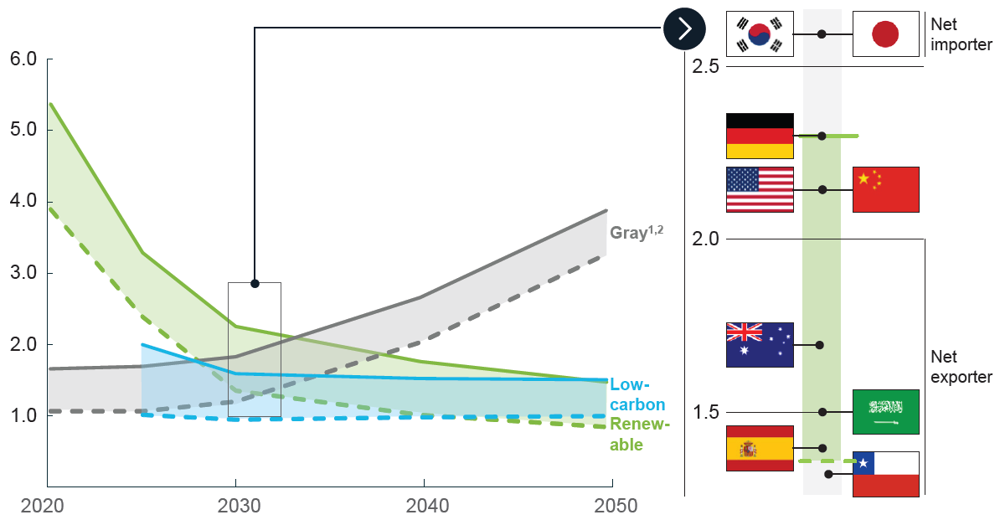 6.0
5.0
4.0
3.0
2.0
1.0
2020
2030
2040
2050
Gray1,2
Low-
carbon
Renew-
able
2.5
2.0
1.5
Net
importer
Net
exporter